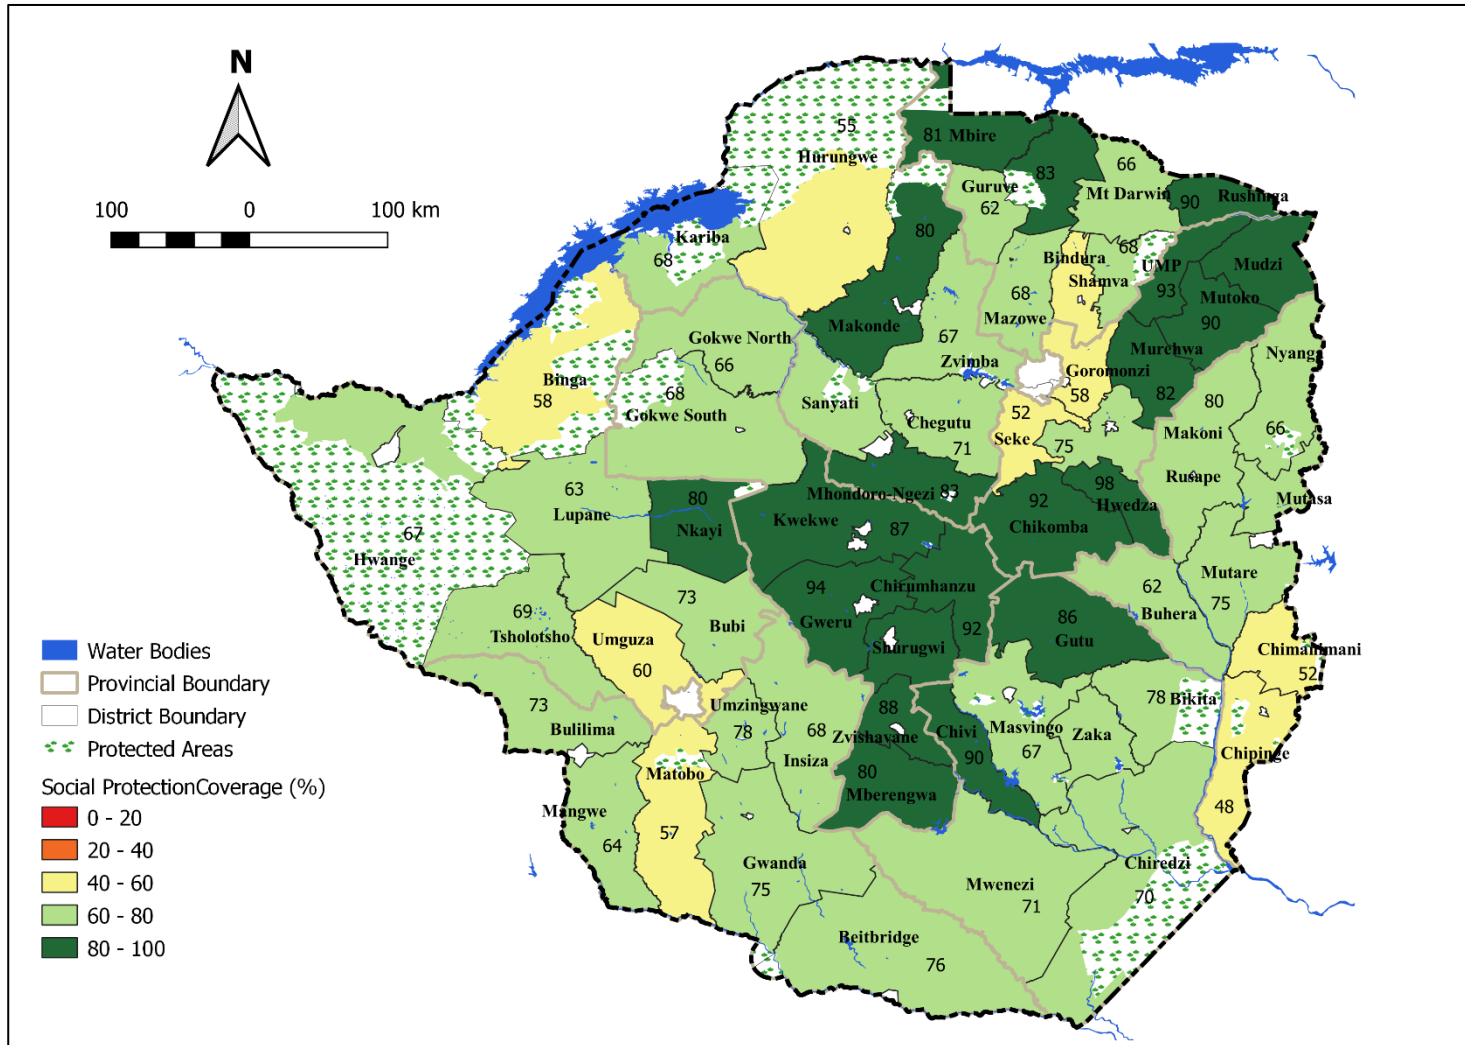 N
100 0 100 km
55
Hurungwe
81 Mbire
83
66
Mt Darwin
Guruve
62
90 Rushinga
Kariba
68
80
Bindura
68
Shamva
UMP
Mudzi
93
Mutoko
90
68
Mazowe
Makonde
Gokwe North
66
67
Zvimba
Murehwa
82
Nyanga
Goromonzi
58
Binga
58
68
Gokwe South
Sanyati
Chegutu
71
52
Seke
75
80
Makoni
66
Rusape
Mutasa
63
Lupane
80
Nkayi
Mhondoro-Ngezi
83
Kwekwe
87
92
Chikomba
98
Hwedza
67
Hwange
94
Gweru
Chirumhanzu
62
Buhera
Mutare
75
69
Tsholotsho
73
Bubi
Umguza
60
92
Shurugwi
86
Gutu
Chimanimani
52
73
Bulilima
Umzingwane
78
68
Insiza
88
Zvishavane
Chivi
90
Masvingo
67
Zaka
78
Bikita
Chipinge
48
Matobo
57
80
Mberengwa
Mangwe
64
Gwanda
75
Mwenezi
71
Chiredzi
70
Beitbridge
76
Water Bodies
Provincial Boundary
District Boundary
Protected Areas
Social ProtectionCoverage (%)
0 - 20
20 - 40
40 - 60
60 - 80
80 - 100